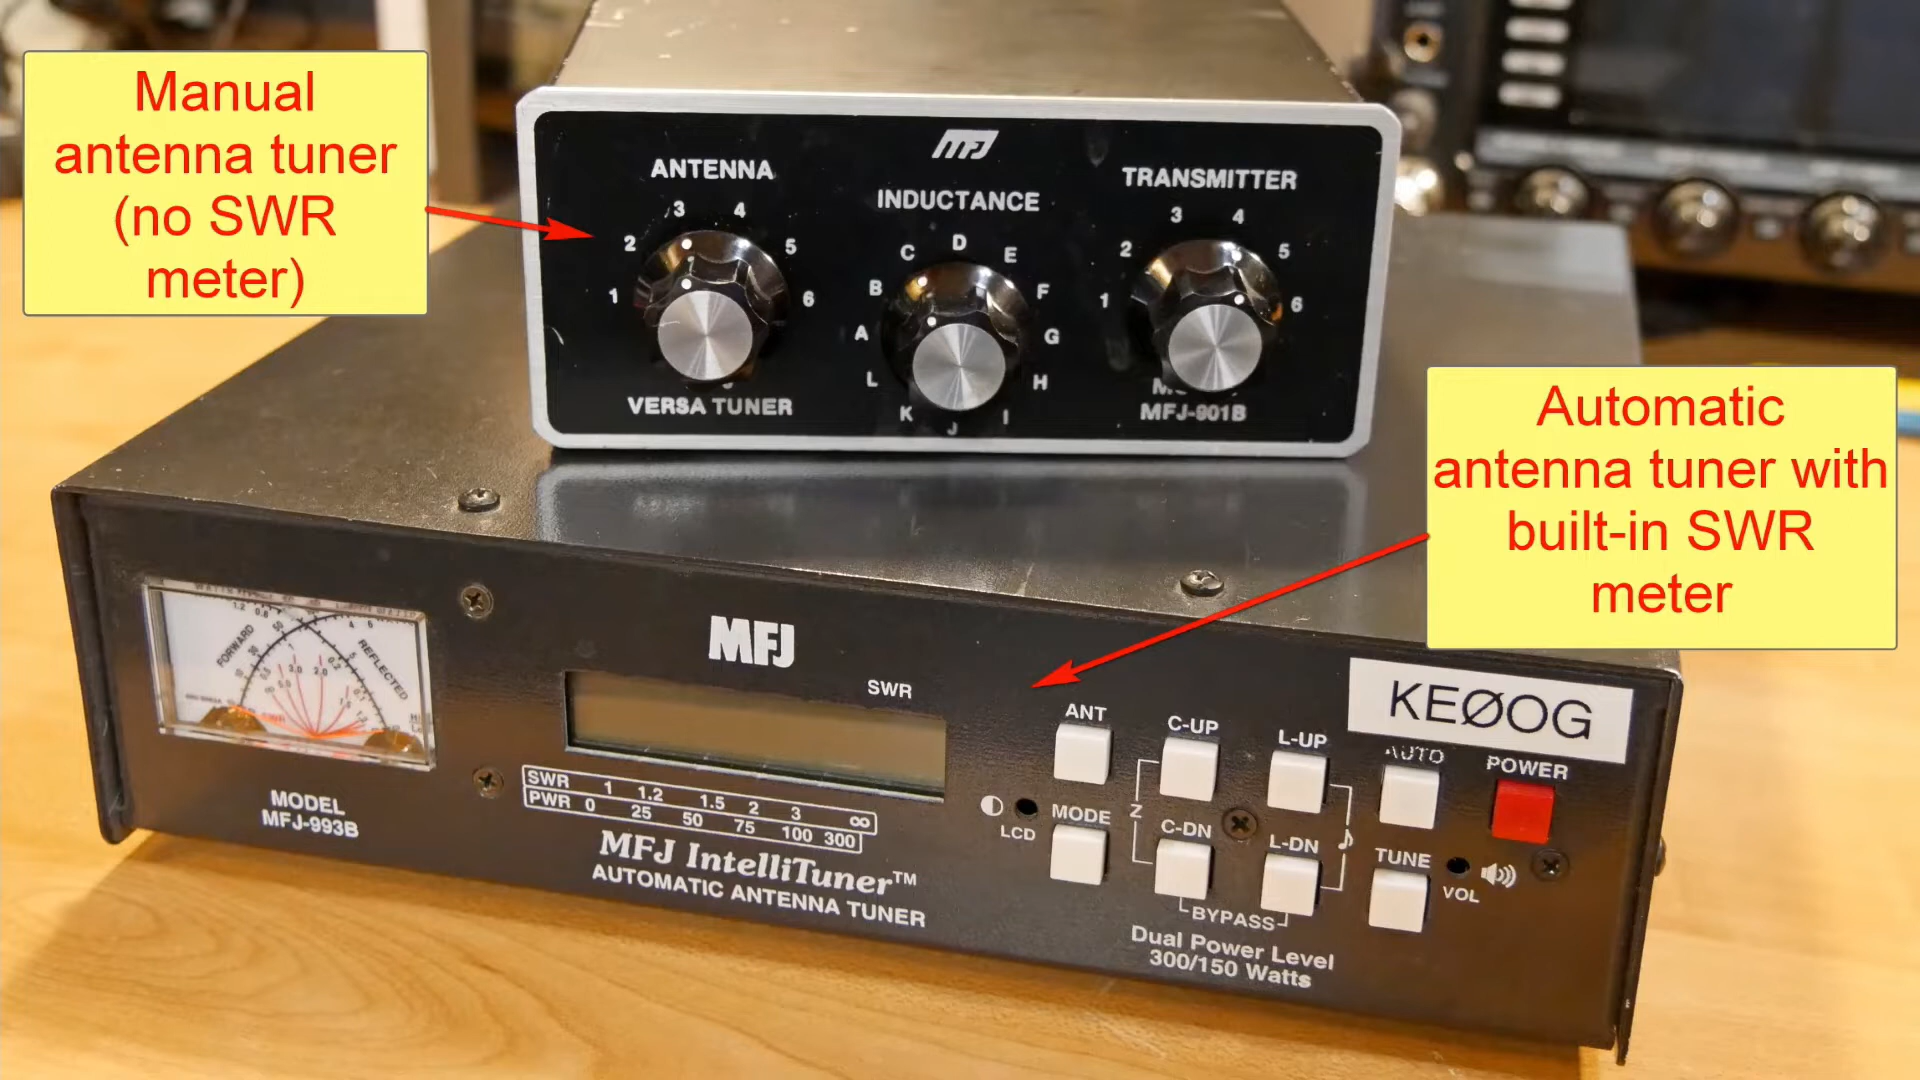 Manual
antenna tuner
(no SWR
meter)
MFJ
ANTENNA
INDUCTANCE
TRANSMITTER
1 2 3 4 5 6
A B C D E F G H I J K L
1 2 3 4 5 6
VERSA TUNER
MFJ-901B
Automatic
antenna tuner with
built-in SWR
meter
FORWARD
REFLECTED
SWR
MODEL
MFJ-993B
MFJ
SWR
SWR 1 1.2 1.5 2 3 ∞
PWR 0 25 50 75 100 300
MFJ IntelliTuner™
AUTOMATIC ANTENNA TUNER
KEØOG
ANT
C-UP
L-UP
AUTO
POWER
LCD
MODE
Z
C-DN
L-DN
TUNE
VOL
BYPASS
Dual Power Level
300/150 Watts